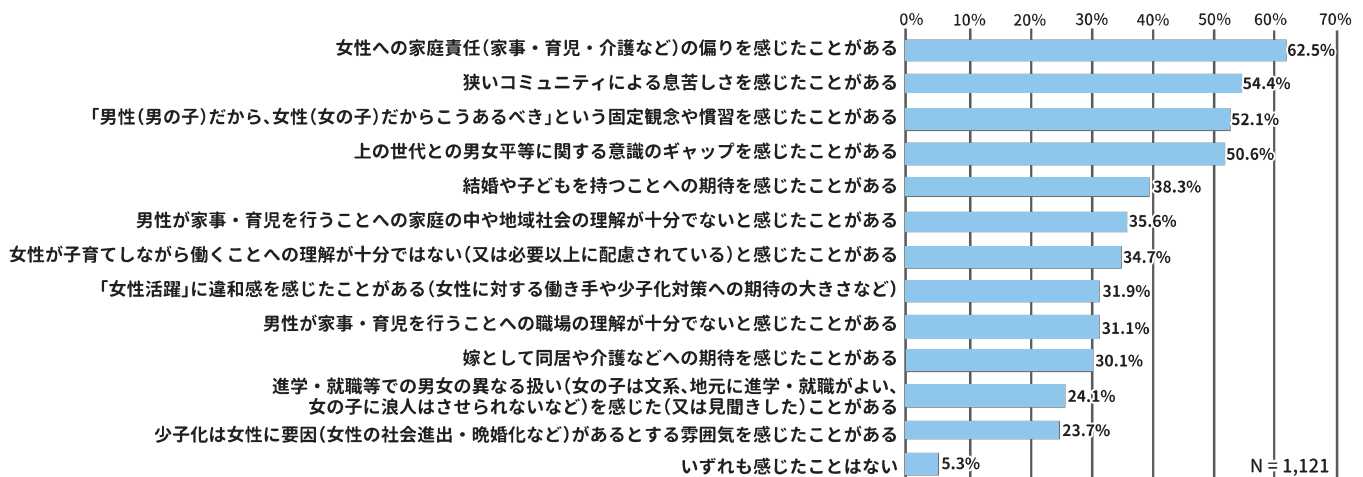 0% 10% 20% 30% 40% 50% 60% 70%
女性への家庭責任（家事・育児・介護など）の偏りを感じたことがある 62.5%
狭いコミュニティによる息苦しさを感じたことがある 54.4%
「男性（男の子）だから、女性（女の子）だからこうあるべき」という固定観念や慣習を感じたことがある 52.1%
上の世代との男女平等に関する意識のギャップを感じたことがある 50.6%
結婚や子どもを持つことへの期待を感じたことがある 38.3%
男性が家事・育児を行うことへの家庭の中や地域社会の理解が十分でないと感じたことがある 35.6%
女性が子育てしながら働くことへの理解が十分ではない（又は必要以上に配慮されている）と感じたことがある 34.7%
「女性活躍」に違和感を感じたことがある（女性に対する働き手や少子化対策への期待の大きさなど） 31.9%
男性が家事・育児を行うことへの職場の理解が十分でないと感じたことがある 31.1%
嫁として同居や介護などへの期待を感じたことがある 30.1%
進学・就職等での男女の異なる扱い（女の子は文系、地元に進学・就職がよい、
女の子に浪人はさせられないなど）を感じた（又は見聞きした）ことがある 24.1%
少子化は女性に要因（女性の社会進出・晩婚化など）があるとする雰囲気を感じたことがある 23.7%
いずれも感じたことはない 5.3%
N = 1,121